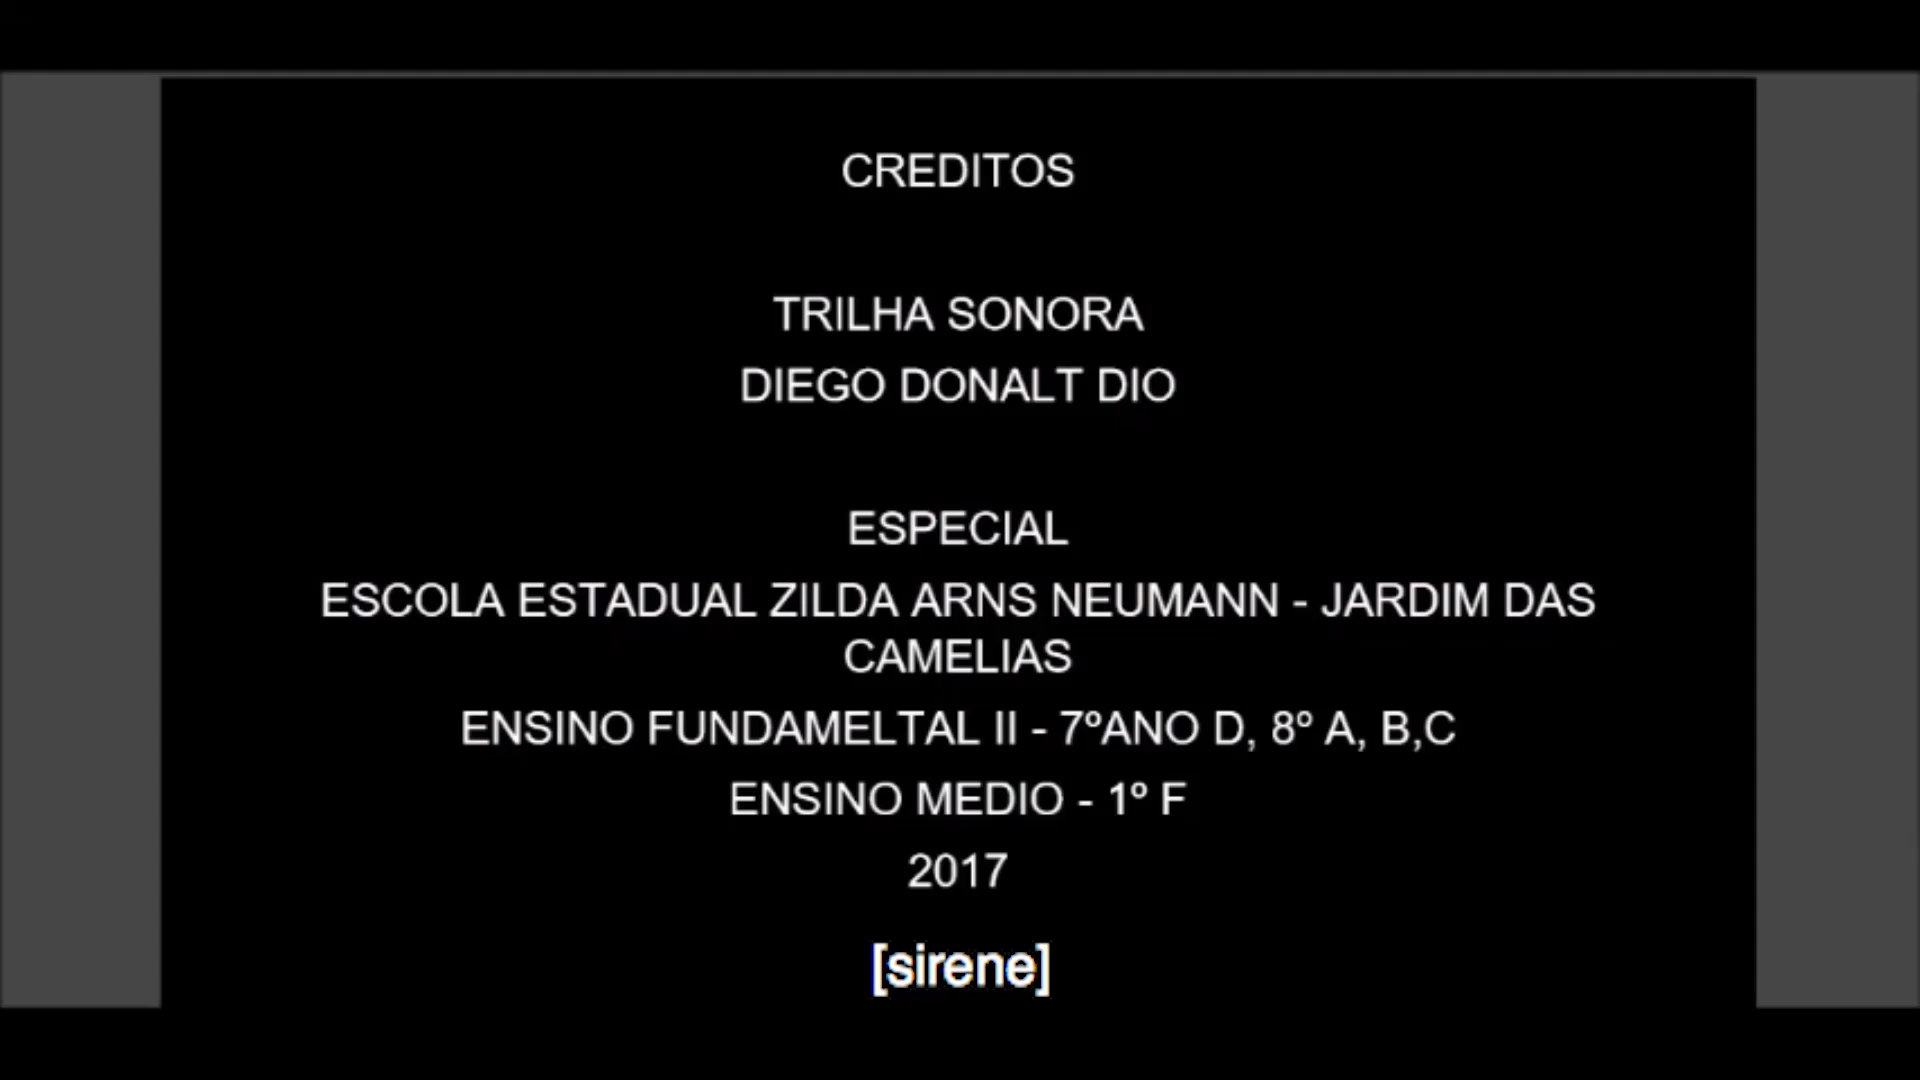 CREDITOS
TRILHA SONORA
DIEGO DONALT DIO
ESPECIAL
ESCOLA ESTADUAL ZILDA ARNS NEUMANN - JARDIM DAS
CAMELIAS
ENSINO FUNDAMELTAL II - 7ºANO D, 8º A, B,C
ENSINO MEDIO - 1º F
2017
[sirene]